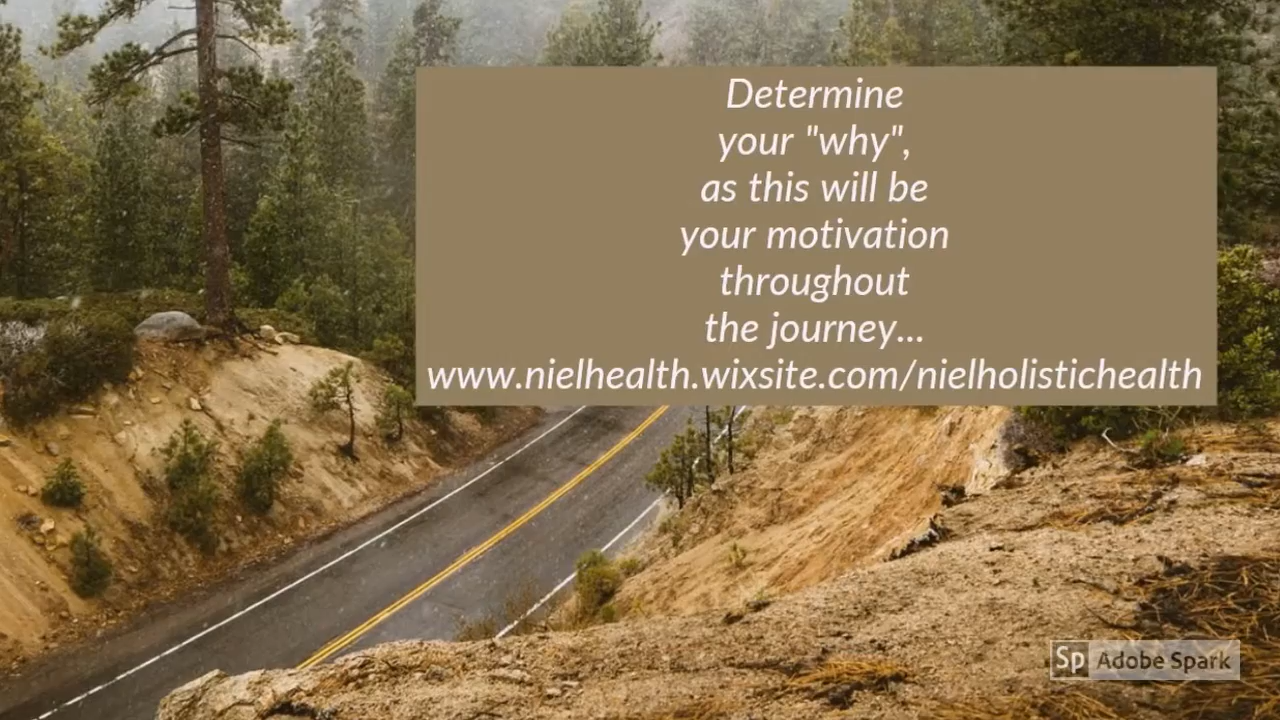 Determine
your "why",
as this will be
your motivation
throughout
the journey...
www.nielhealth.wixsite.com/nielholistichealth
Sp Adobe Spark